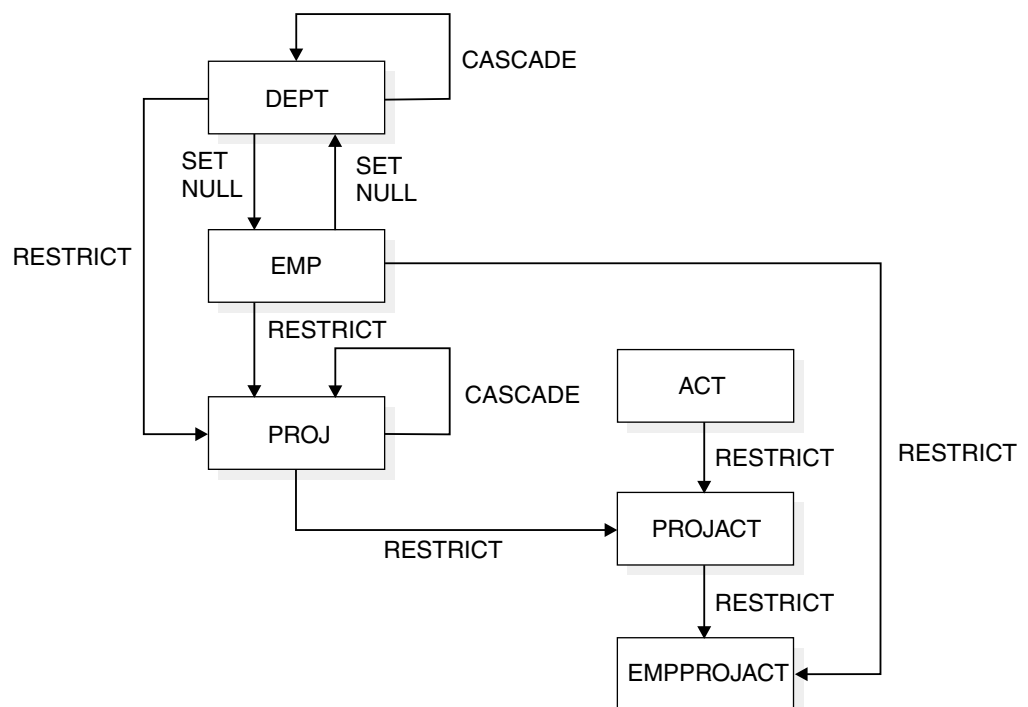 CASCADE
DEPT
SET
NULL
SET
NULL
RESTRICT
EMP
RESTRICT
CASCADE
ACT
PROJ
RESTRICT
RESTRICT
PROJACT
RESTRICT
RESTRICT
EMPPROJACT